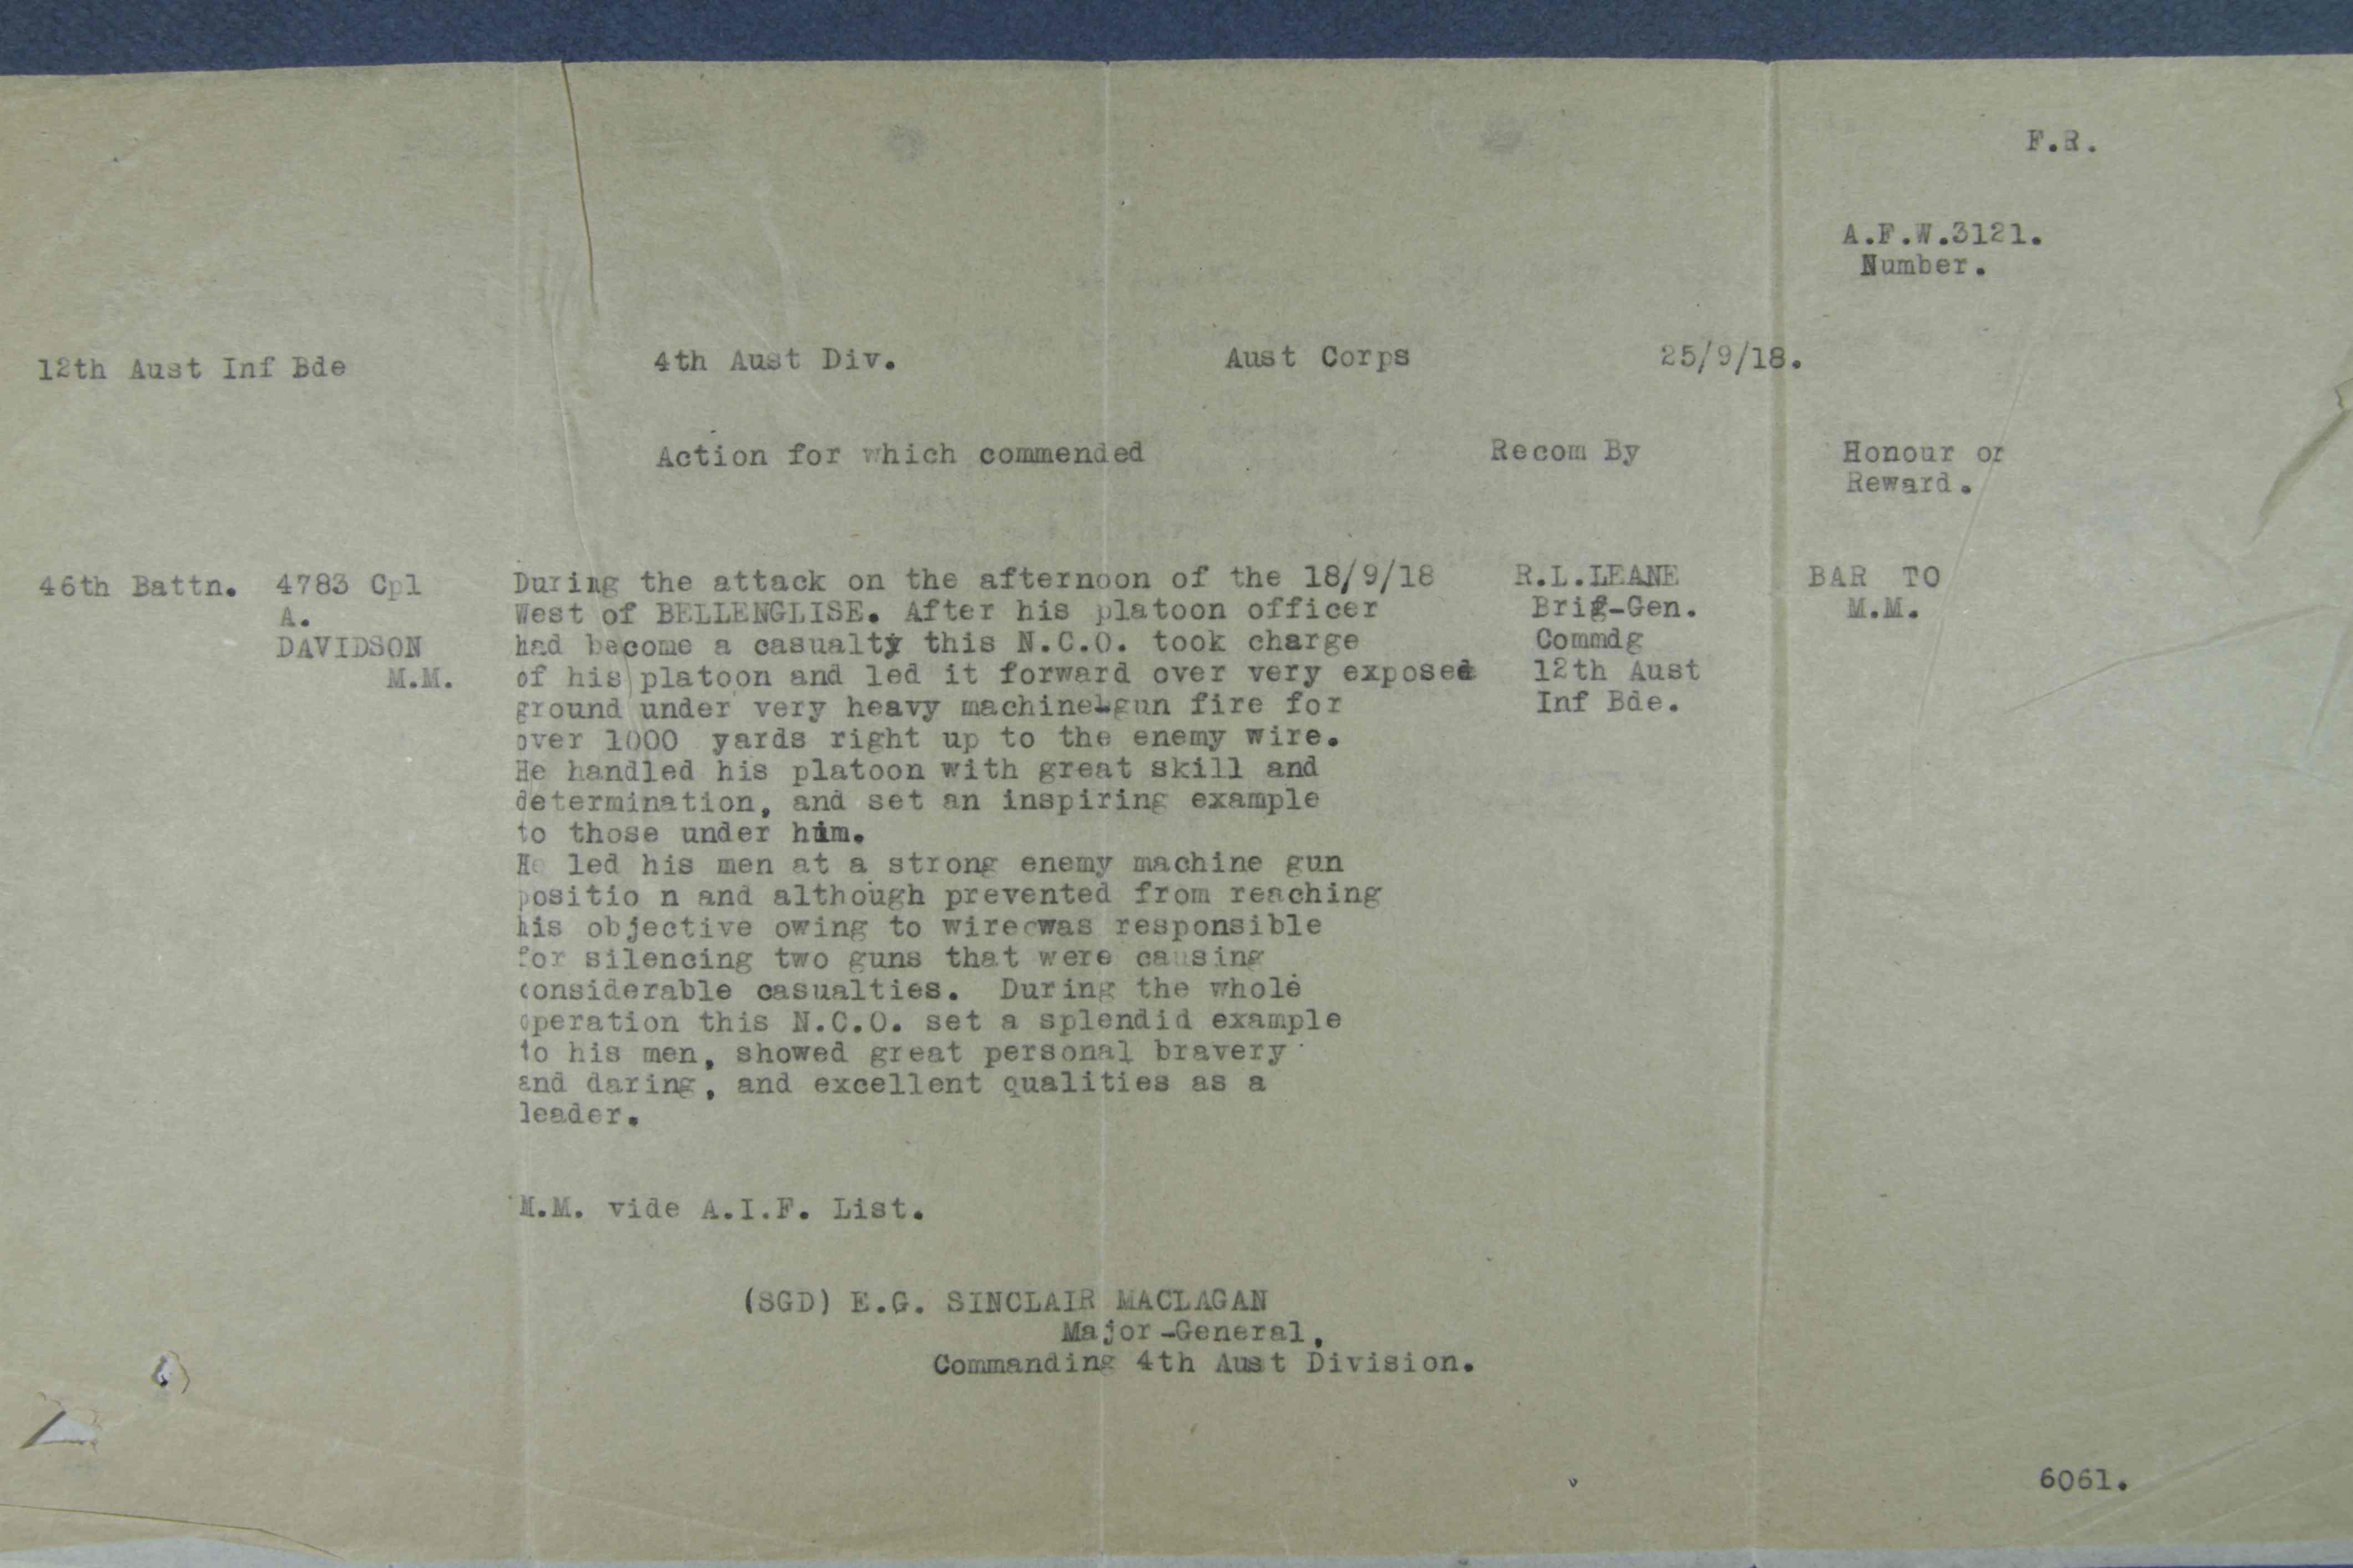 F.R.
A.F.W.3121.
Number.
12th Aust Inf Bde 4th Aust Div. Aust Corps 25/9/18.
Action for which commended Recom By Honour or
Reward.
46th Battn. 4783 Cpl
A.
DAVIDSON
M.M.
During the attack on the afternoon of the 18/9/18
West of BELLENGLISE. After his platoon officer
had become a casualty this N.C.O. took charge
of his platoon and led it forward over very exposed
ground under very heavy machine-gun fire for
over 1000 yards right up to the enemy wire.
He handled his platoon with great skill and
determination, and set an inspiring example
to those under him.
He led his men at a strong enemy machine gun
positio n and although prevented from reaching
his objective owing to wire was responsible
for silencing two guns that were causing
considerable casualties. During the whole
operation this N.C.O. set a splendid example
to his men, showed great personal bravery
and daring, and excellent qualities as a
leader.
R.L.LEANE
Brig-Gen.
Commdg
12th Aust
Inf Bde.
BAR TO
M.M.
M.M. vide A.I.F. List.
(SGD) E.G. SINCLAIR MACLAGAN
Major-General,
Commanding 4th Aust Division.
6061.